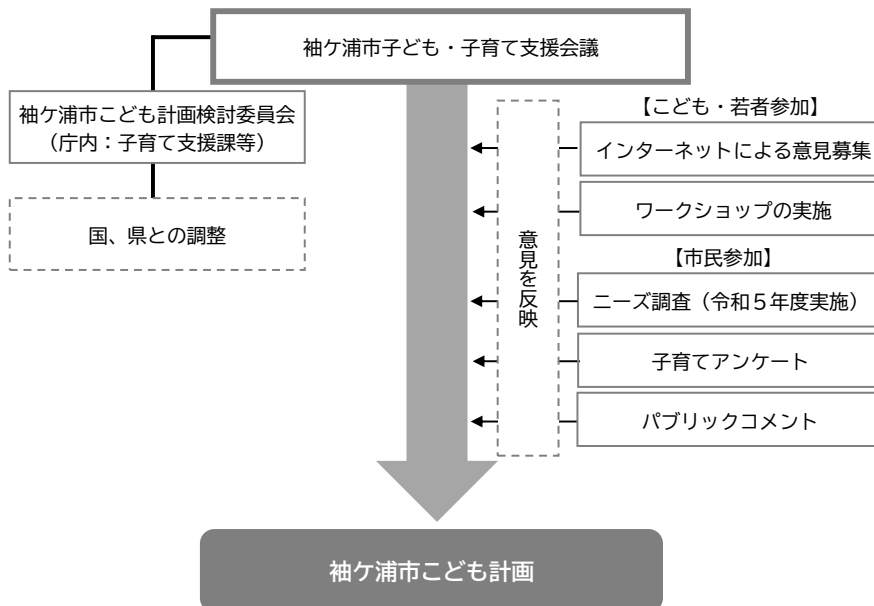 袖ケ浦市子ども・子育て支援会議
袖ケ浦市こども計画検討委員会
（庁内：子育て支援課等）
国、県との調整
意見を反映
【こども・若者参加】
インターネットによる意見募集
ワークショップの実施
【市民参加】
ニーズ調査（令和５年度実施）
子育てアンケート
パブリックコメント
袖ケ浦市こども計画